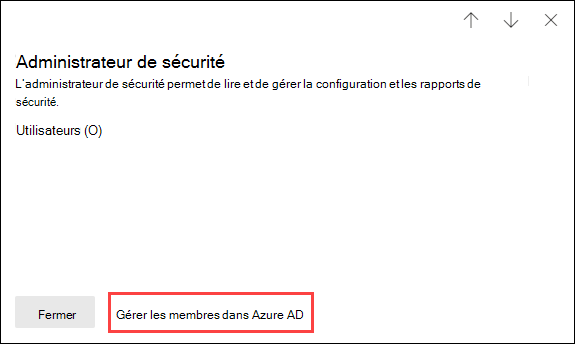 Administrateur de sécurité
L'administrateur de sécurité permet de lire et de gérer la configuration et les rapports de
sécurité.
Utilisateurs (O)
Fermer
Gérer les membres dans Azure AD